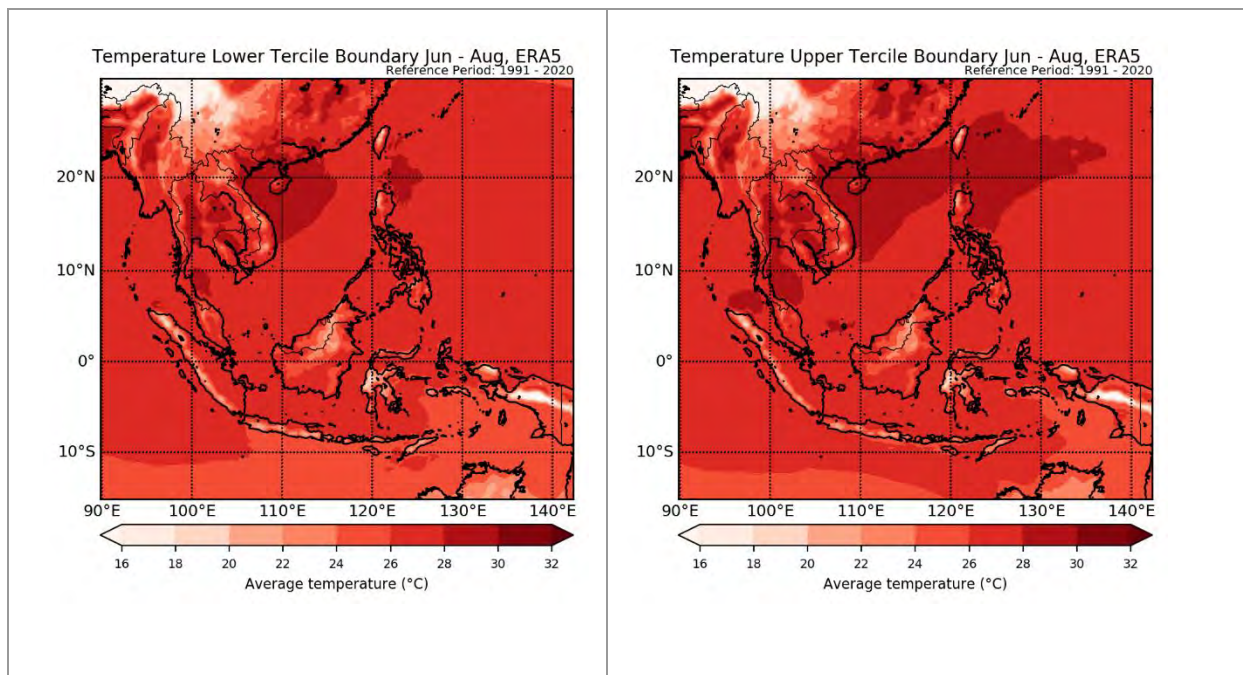 Temperature Lower Tercile Boundary Jun - Aug, ERA5
Reference Period: 1991 - 2020
20°N
10°N
0°
10°S
90°E 100°E 110°E 120°E 130°E 140°E
16 18 20 22 24 26 28 30 32
Average temperature (°C)
Temperature Upper Tercile Boundary Jun - Aug, ERA5
Reference Period: 1991 - 2020
20°N
10°N
0°
10°S
90°E 100°E 110°E 120°E 130°E 140°E
16 18 20 22 24 26 28 30 32
Average temperature (°C)